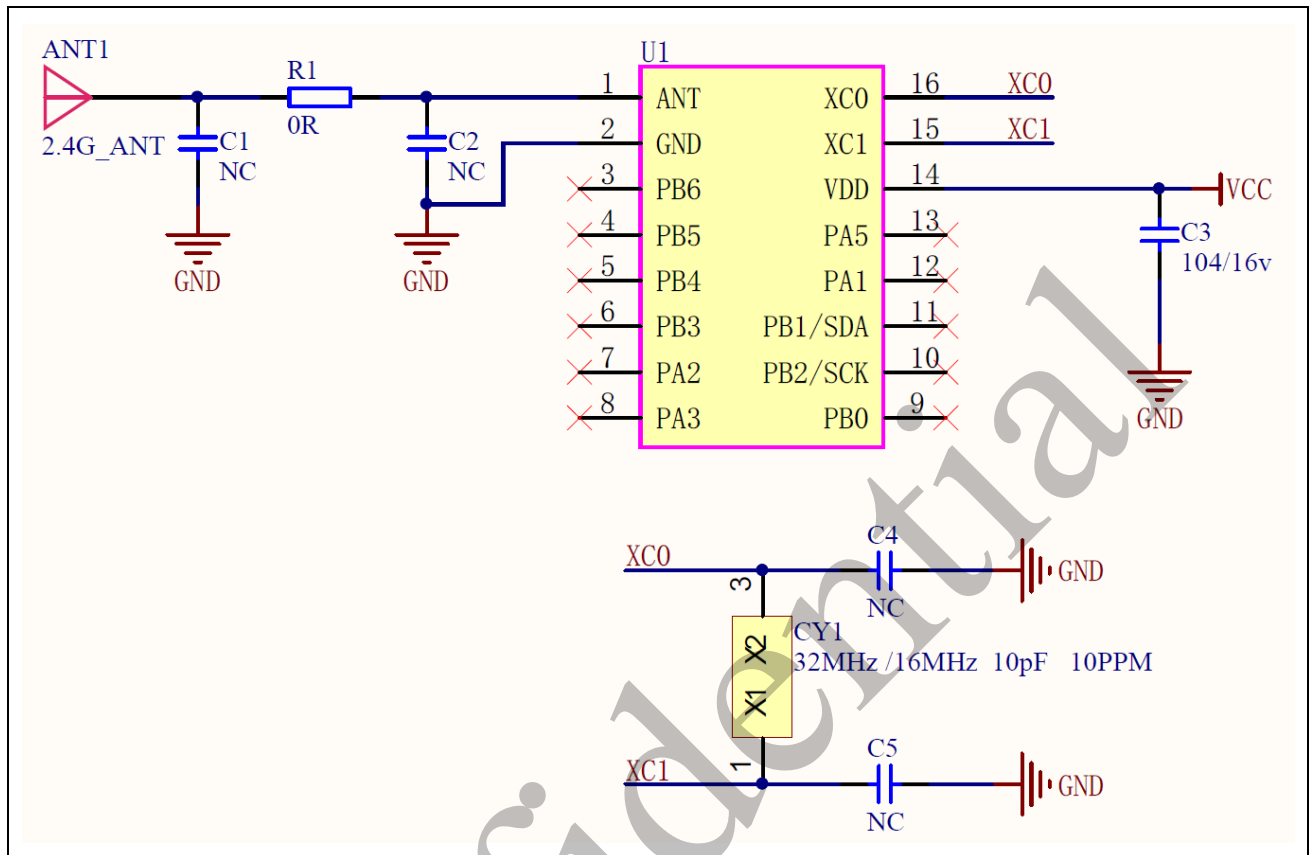 ANT1
2.4G_ANT
C1
NC
GND
R1
0R
C2
NC
GND
U1
1 ANT
2 GND
3 PB6
4 PB5
5 PB4
6 PB3
7 PA2
8 PA3
XC0 16 XC0
XC1 15 XC1
VDD 14
PA5 13
PA1 12
PB1/SDA 11
PB2/SCK 10
PB0 9
VCC
C3
104/16v
GND
XC0
C4
NC
GND
3
X2
X1
1
CY1
32MHz /16MHz 10pF 10PPM
XC1
C5
NC
GND
fidential